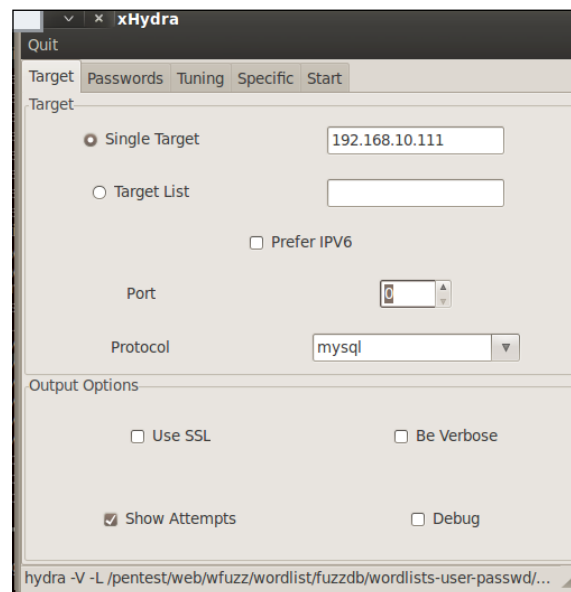 xHydra
Quit
Target Passwords Tuning Specific Start
Target
Single Target 192.168.10.111
Target List
Prefer IPV6
Port 0
Protocol mysql
Output Options
Use SSL Be Verbose
Show Attempts Debug
hydra -V -L /pentest/web/wfuzz/wordlist/fuzzdb/wordlists-user-passwd/...